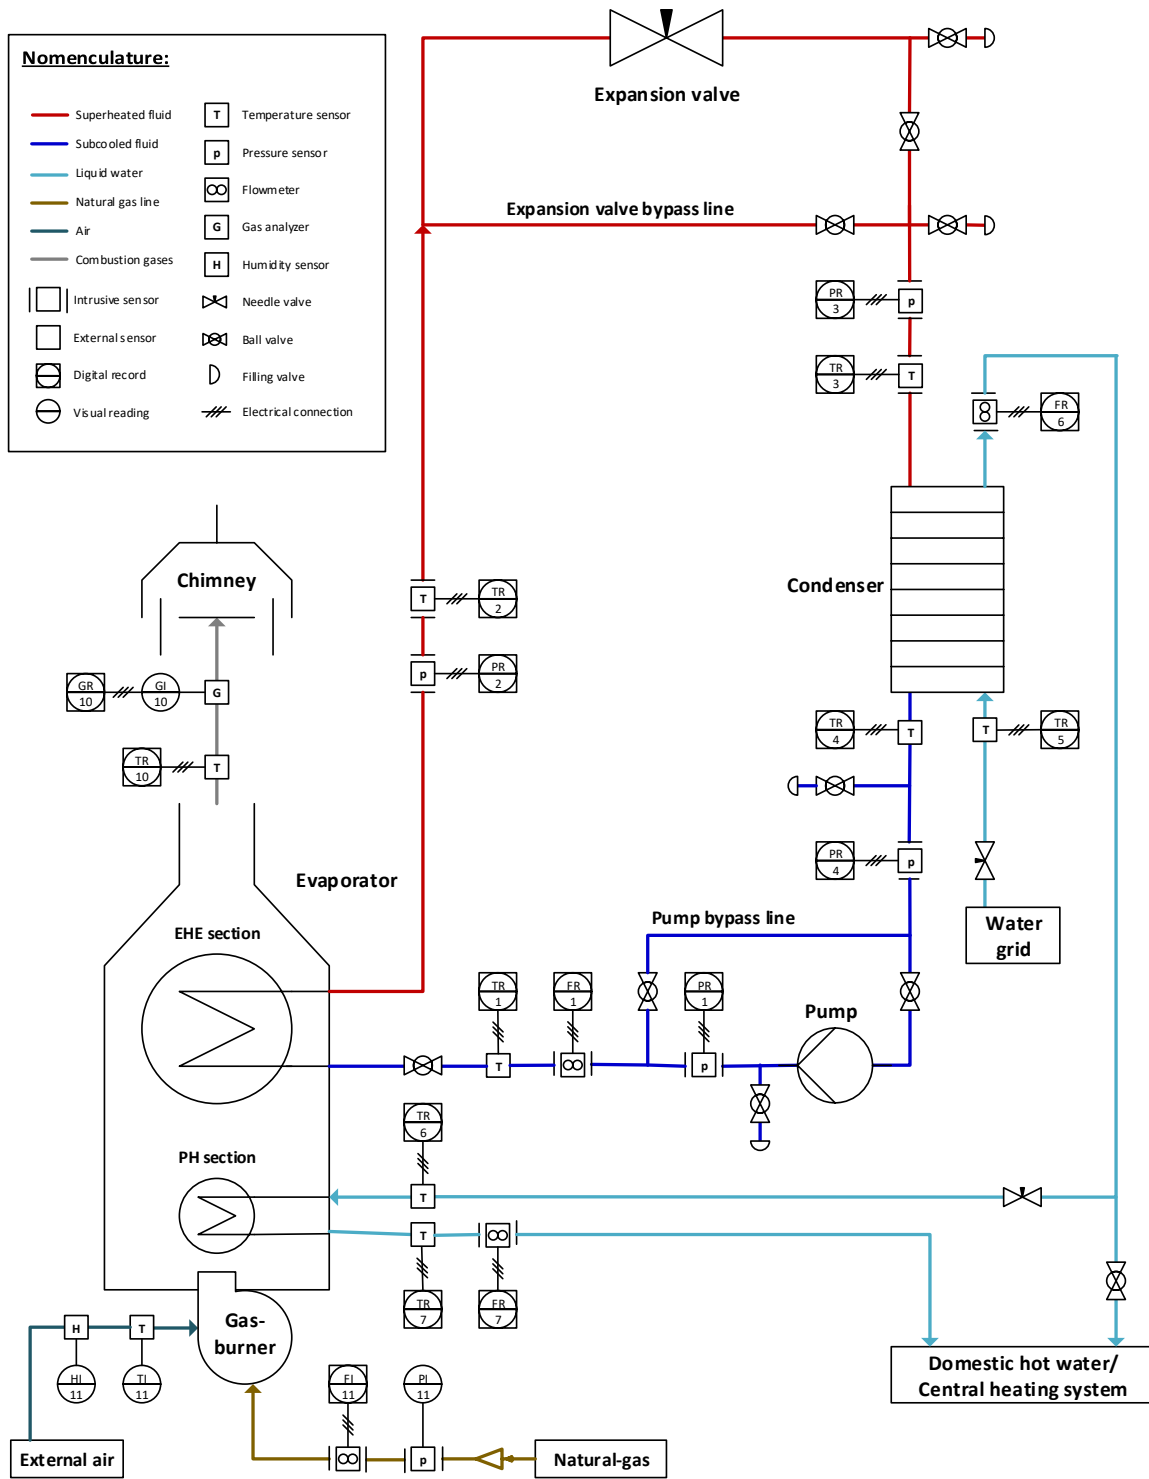 Nomenculature:
Superheated fluid
Subcooled fluid
Liquid water
Natural gas line
Air
Combustion gases
Intrusive sensor
External sensor
Digital record
Visual reading
T Temperature sensor
p Pressure sensor
Flowmeter
G Gas analyzer
H Humidity sensor
Needle valve
Ball valve
Filling valve
Electrical connection
Expansion valve
Expansion valve bypass line
PR
3
p
TR
3
T
FR
6
Condenser
Chimney
T
TR
2
p
PR
2
GR
10
GI
10
G
TR
10
T
TR
4
T
T
TR
5
PR
4
p
Water
grid
Evaporator
EHE section
Pump bypass line
TR
1
FR
1
PR
1
Pump
T
p
TR
6
PH section
T
T
TR
7
FR
7
Gas-
burner
H
T
HI
11
TI
11
FI
11
PI
11
p
External air
Natural-gas
Domestic hot water/
Central heating system